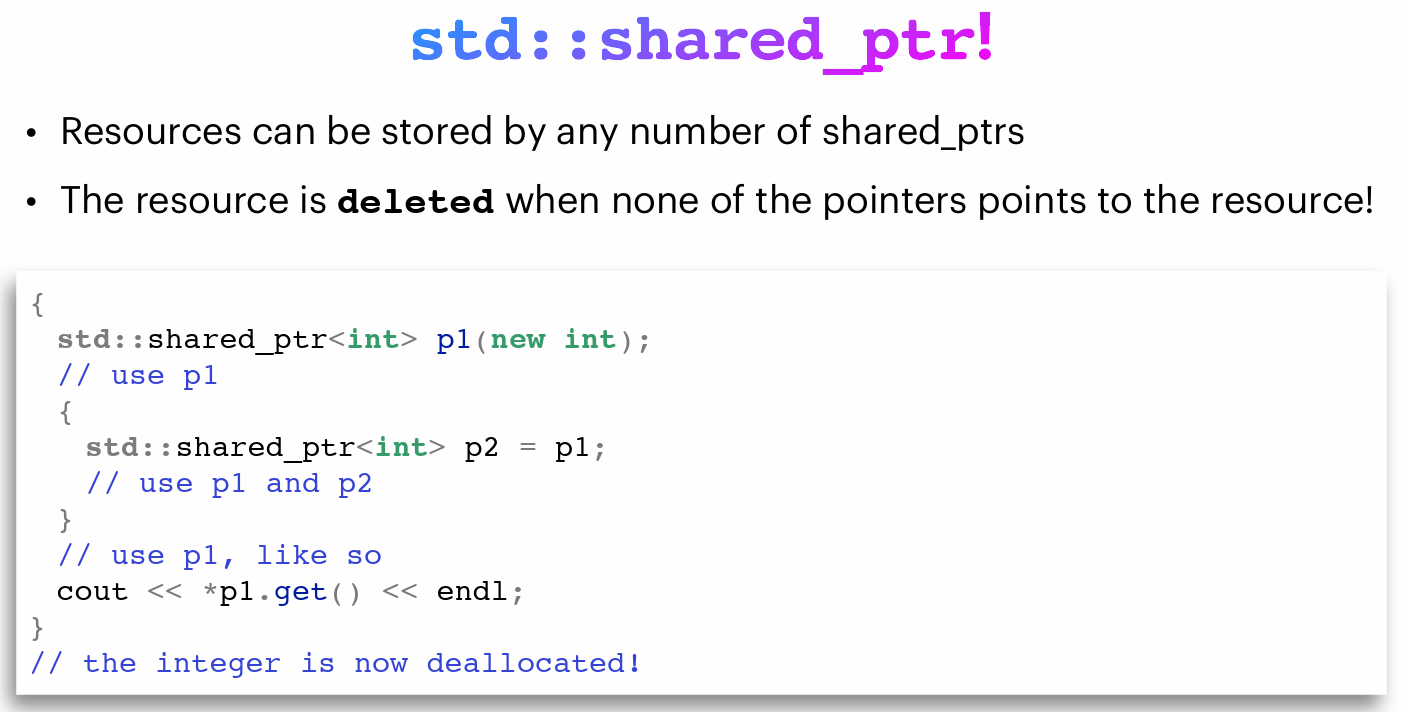 std::shared_ptr!
• Resources can be stored by any number of shared_ptrs
• The resource is deleted when none of the pointers points to the resource!
{
  std::shared_ptr<int> p1(new int);
  // use p1
  {
    std::shared_ptr<int> p2 = p1;
    // use p1 and p2
  }
  // use p1, like so
  cout << *p1.get() << endl;
}
// the integer is now deallocated!